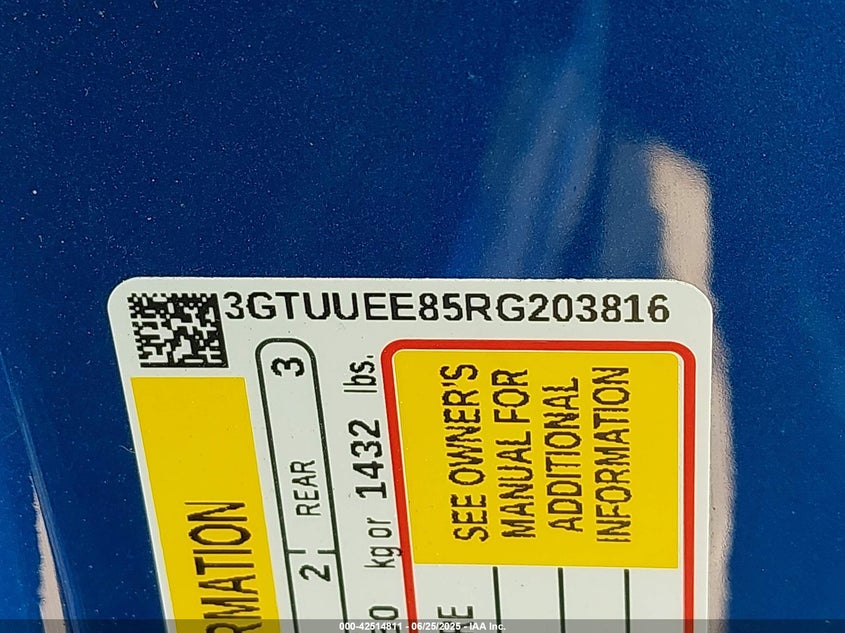 3GTUUEE85RG203816
3
REAR
2
kg or 1432 lbs.
SEE OWNER'S
MANUAL FOR
ADDITIONAL
INFORMATION
000-42514811 - 06/25/2025 - IAA Inc.